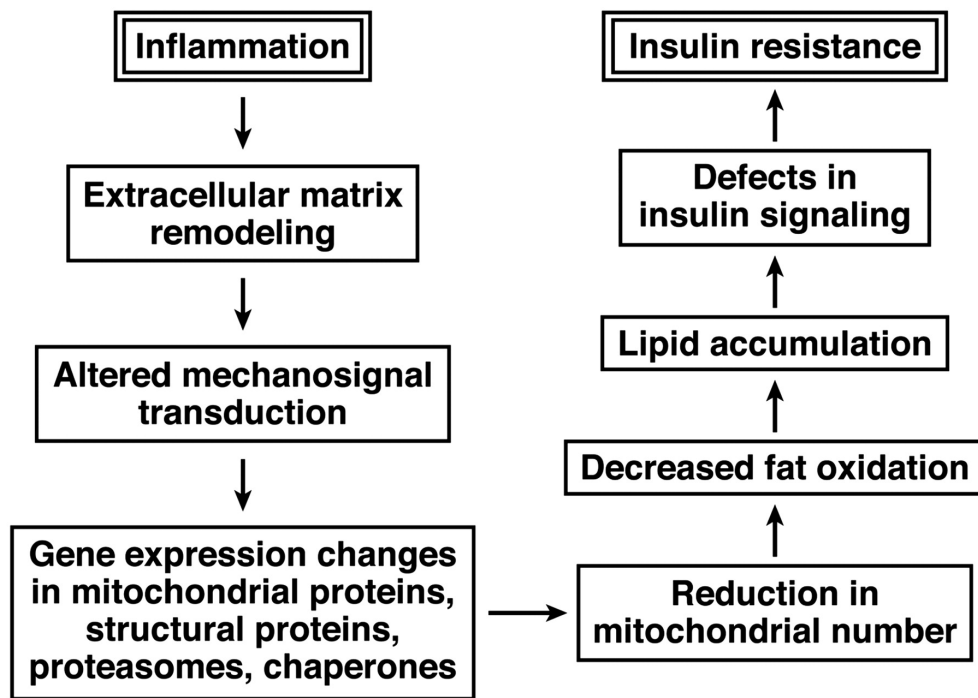 Inflammation
Extracellular matrix
remodeling
Altered mechanosignal
transduction
Gene expression changes
in mitochondrial proteins,
structural proteins,
proteasomes, chaperones
Reduction in
mitochondrial number
Decreased fat oxidation
Lipid accumulation
Defects in
insulin signaling
Insulin resistance